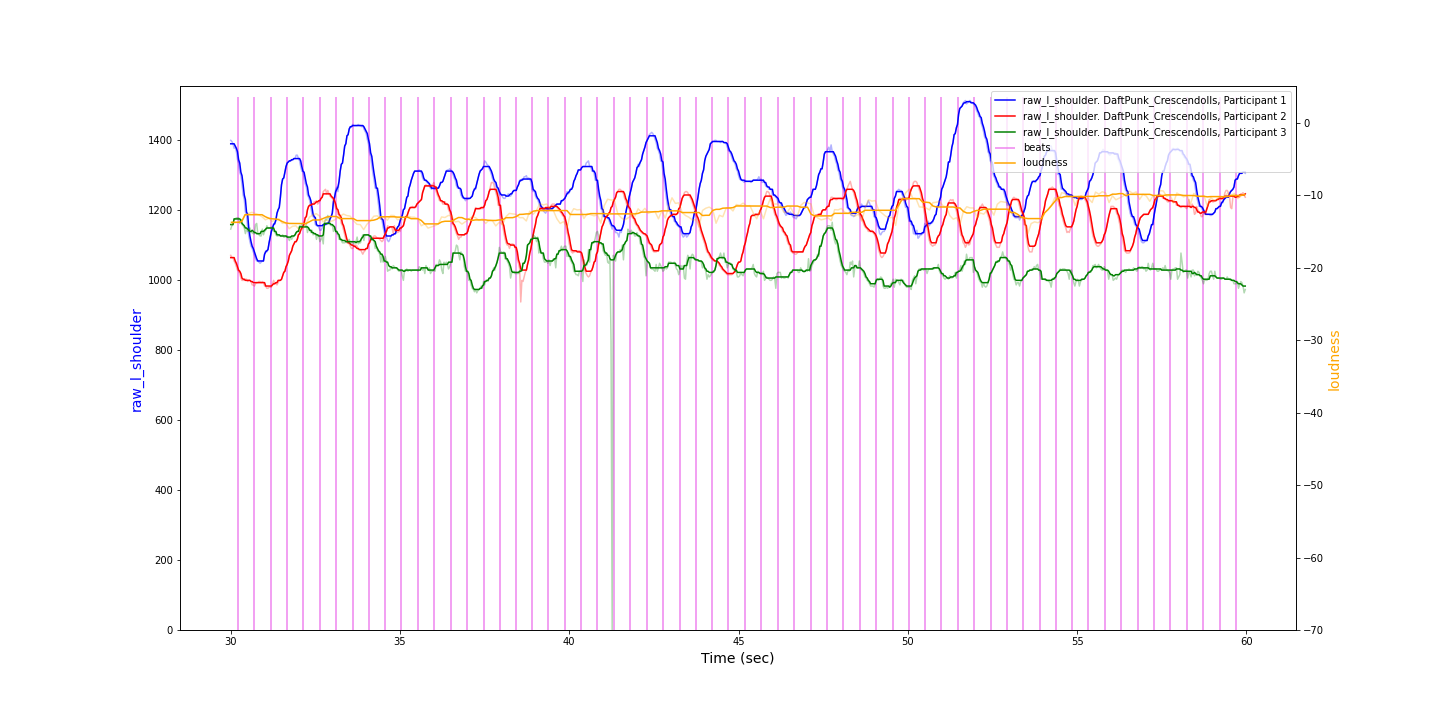 raw_l_shoulder. DaftPunk_Crescendolls, Participant 1
raw_l_shoulder. DaftPunk_Crescendolls, Participant 2
raw_l_shoulder. DaftPunk_Crescendolls, Participant 3
beats
loudness
1400
1200
1000
800
600
400
200
0
raw_l_shoulder
0
−10
−20
−30
−40
−50
−60
−70
loudness
30
35
40
45
50
55
60
Time (sec)